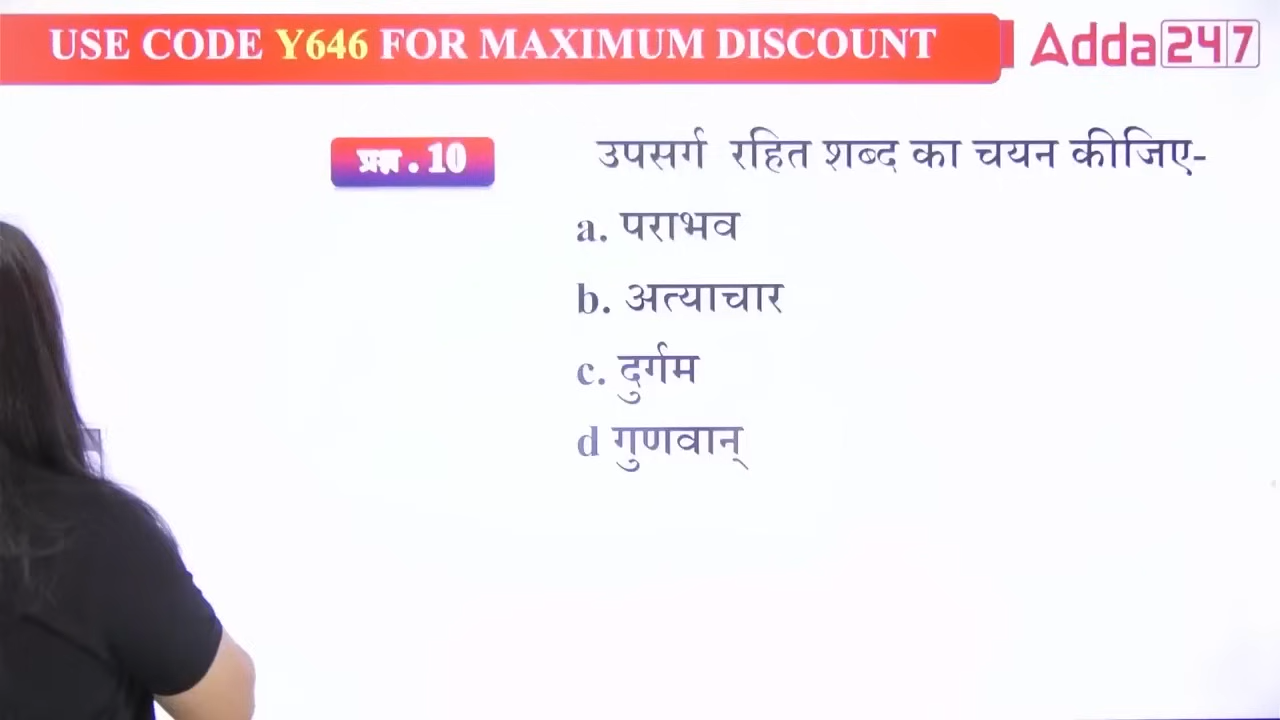 USE CODE Y646 FOR MAXIMUM DISCOUNT
Adda247
प्रश्न . 10
उपसर्ग रहित शब्द का चयन कीजिए-
a. पराभव
b. अत्याचार
c. दुर्गम
d गुणवान्